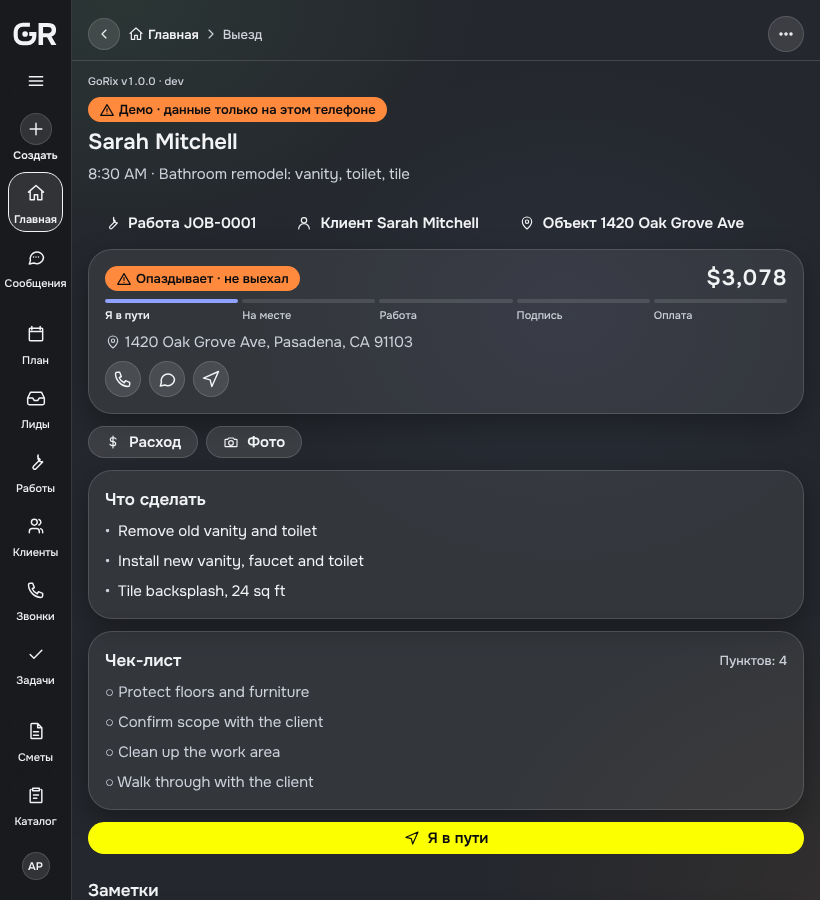 GR
Главная
Выезд
GoRix v1.0.0 · dev
Демо · данные только на этом телефоне
Sarah Mitchell
8:30 AM · Bathroom remodel: vanity, toilet, tile
Работа JOB-0001
Клиент Sarah Mitchell
Объект 1420 Oak Grove Ave
Опаздывает · не выехал
$3,078
Я в пути
На месте
Работа
Подпись
Оплата
1420 Oak Grove Ave, Pasadena, CA 91103
$ Расход
Фото
Что сделать
• Remove old vanity and toilet
• Install new vanity, faucet and toilet
• Tile backsplash, 24 sq ft
Чек-лист
Пунктов: 4
○ Protect floors and furniture
○ Confirm scope with the client
○ Clean up the work area
○ Walk through with the client
Я в пути
Заметки
Создать
Главная
Сообщения
План
Лиды
Работы
Клиенты
Звонки
Задачи
Сметы
Каталог
AP